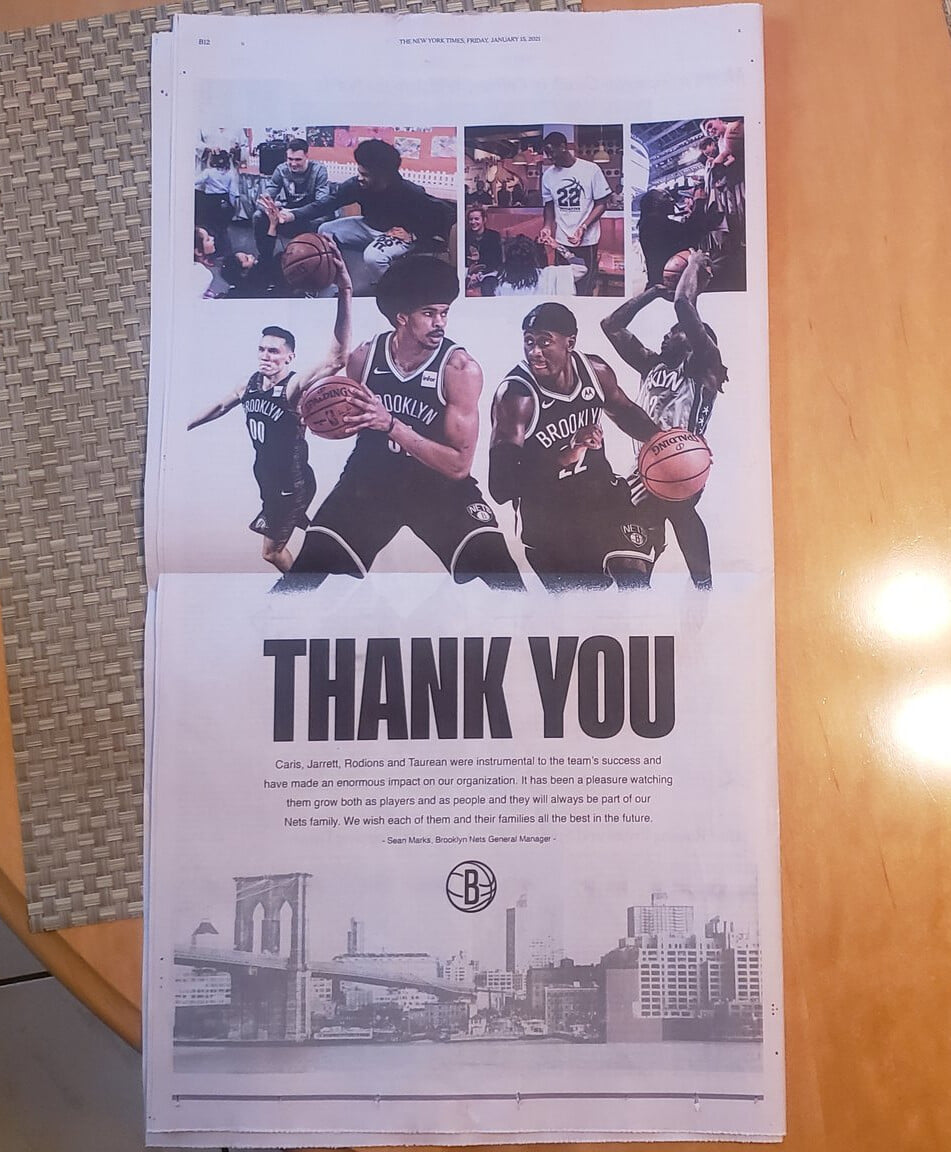 B12
THE NEW YORK TIMES, FRIDAY, JANUARY 15, 2021
22
SPALDING
infor
BROOKLYN
00
BROOKLYN
BROOKLYN
22
SPALDING
NETS
B
NETS
B
THANK YOU
Caris, Jarrett, Rodions and Taurean were instrumental to the team's success and
have made an enormous impact on our organization. It has been a pleasure watching
them grow both as players and as people and they will always be part of our
Nets family. We wish each of them and their families all the best in the future.
- Sean Marks, Brooklyn Nets General Manager -
B